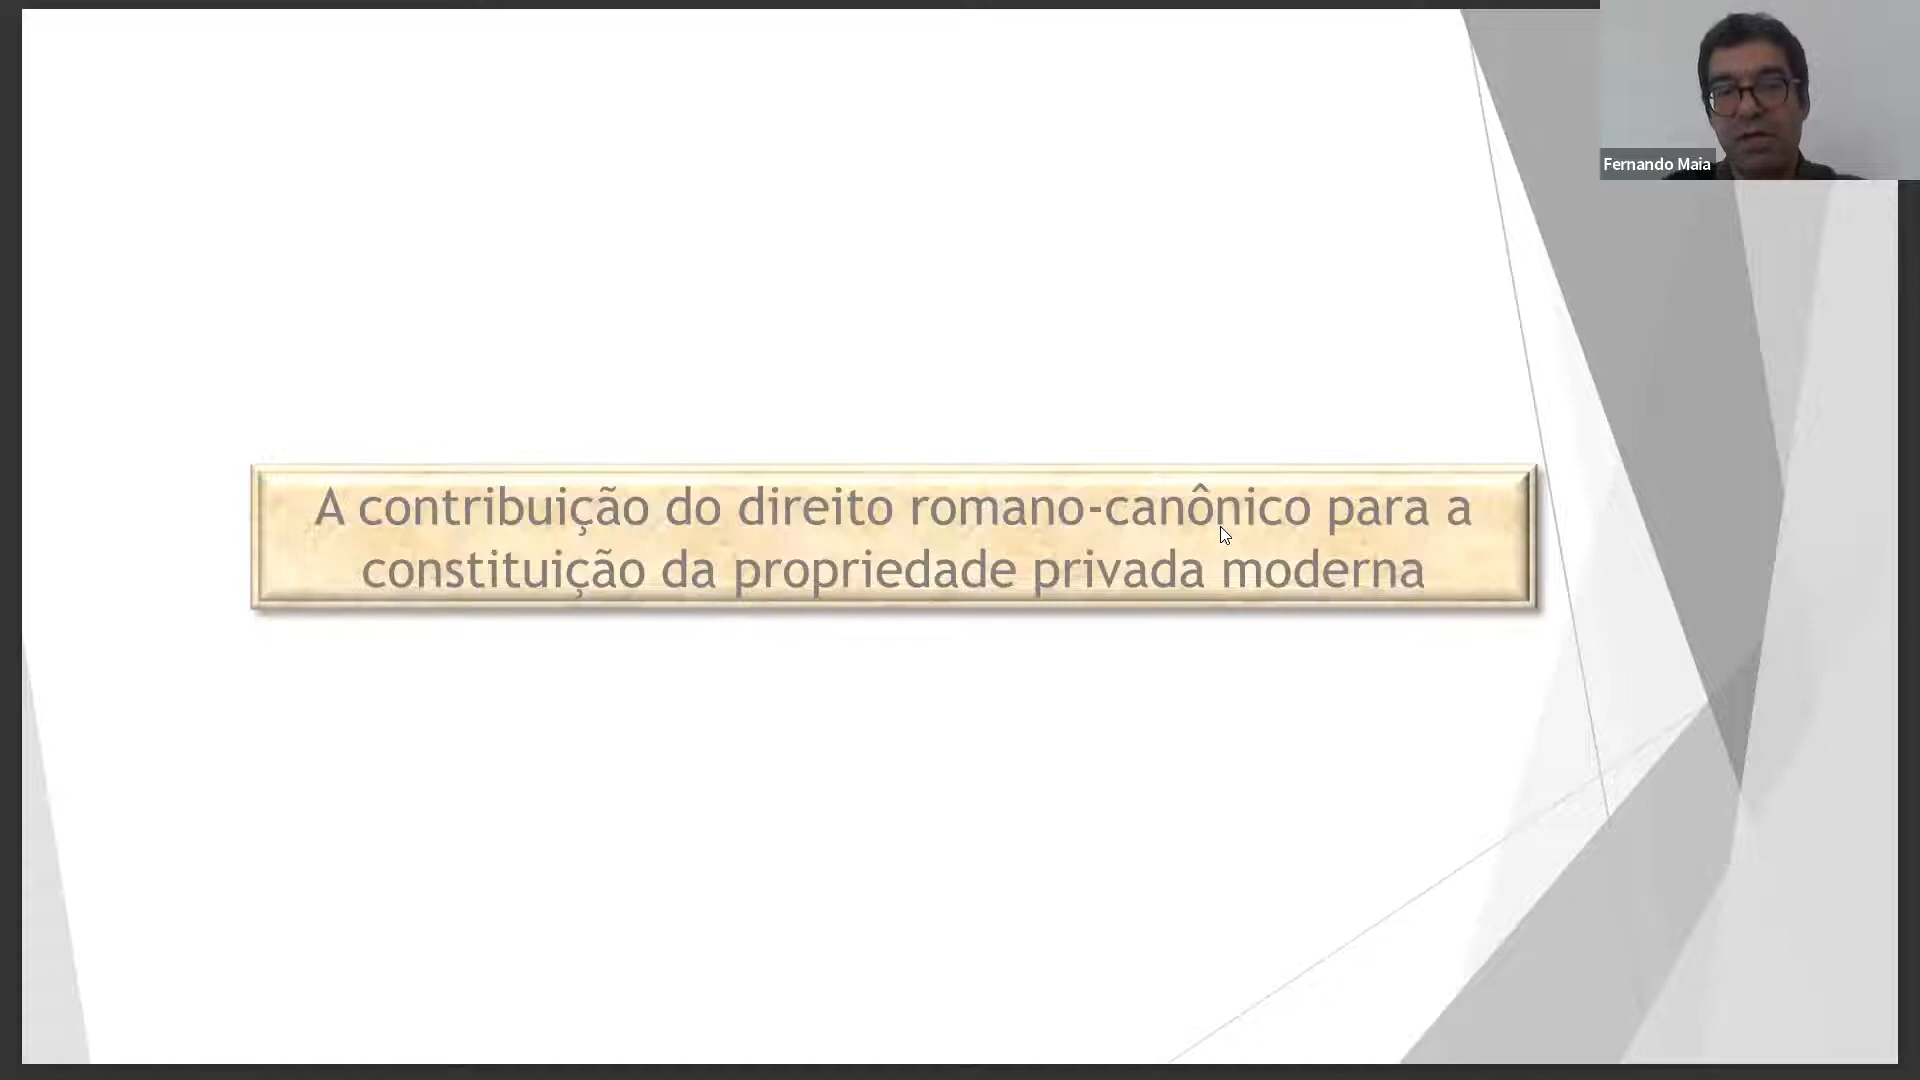 Fernando Maia
A contribuição do direito romano-canônico para a
constituição da propriedade privada moderna